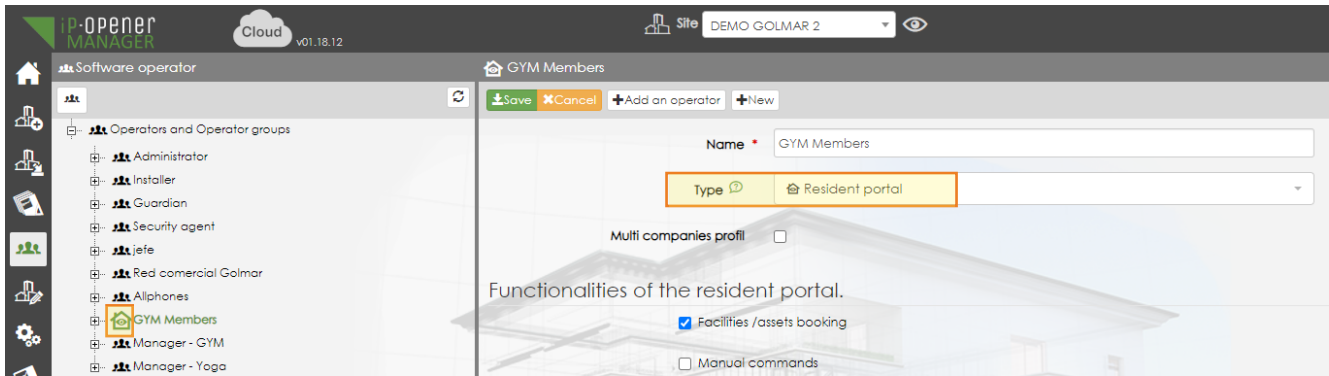 iP-OPENER
MANAGER
Cloud
v01.18.12
Site DEMO GOLMAR 2
Software operator
GYM Members
Save Cancel Add an operator New
Operators and Operator groups
Administrator
Installer
Guardian
Security agent
jefe
Red comercial Golmar
Allphones
GYM Members
Manager - GYM
Manager - Yoga
Name * GYM Members
Type Resident portal
Multi companies profil
Functionalities of the resident portal.
Facilities /assets booking
Manual commands